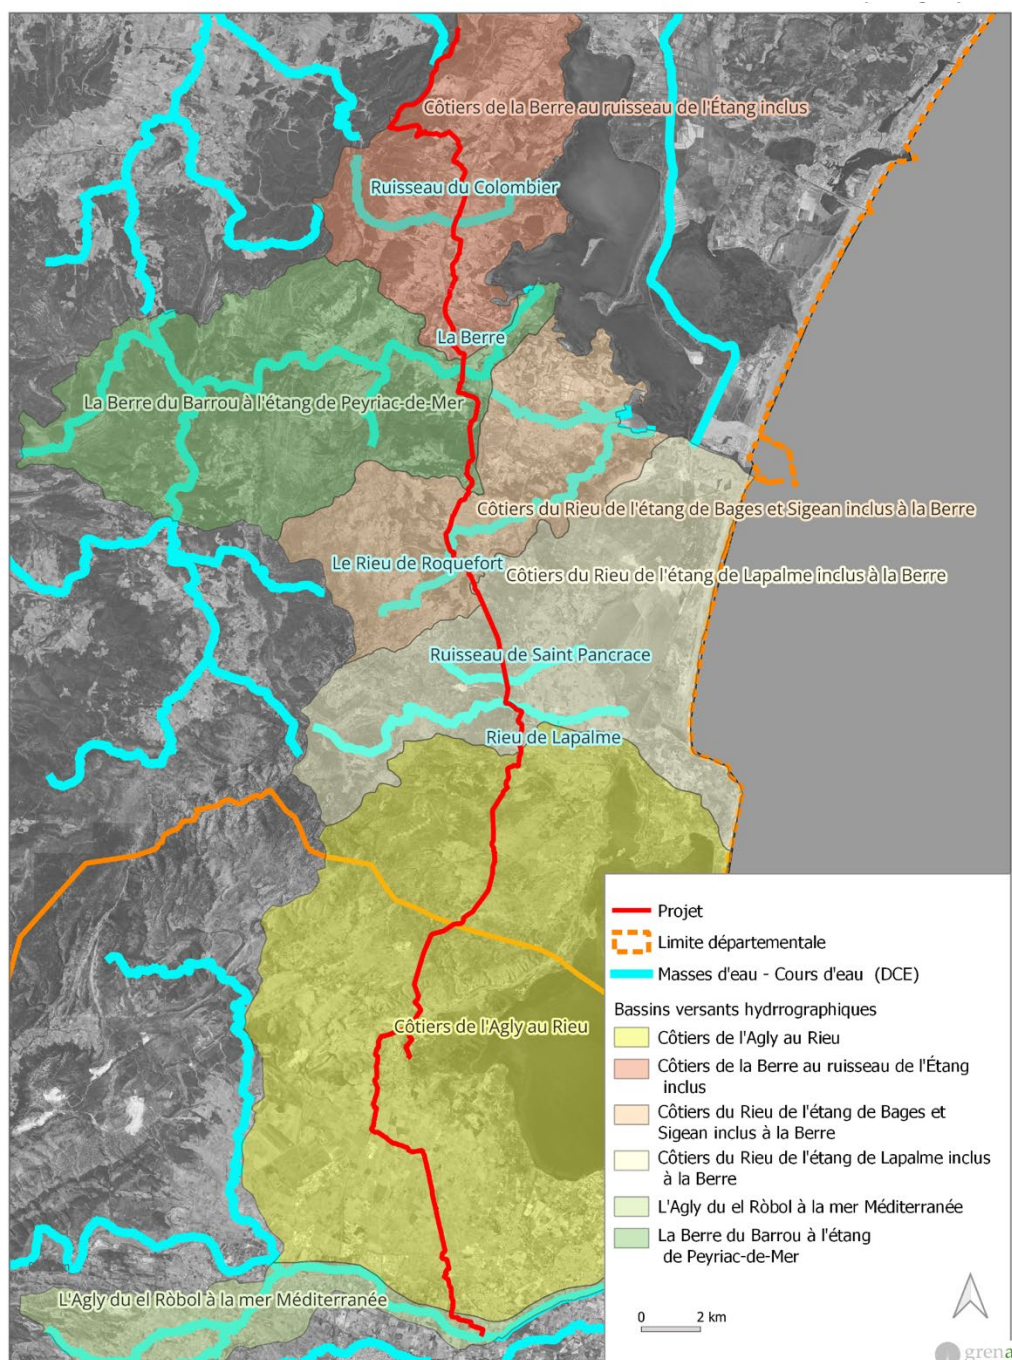 Côtiers de la Berre au ruisseau de l'Étang inclus
Ruisseau du Colombier
La Berre
La Berre du Barrou à l'étang de Peyriac-de-Mer
Côtiers du Rieu de l'étang de Bages et Sigean inclus à la Berre
Le Rieu de Roquefort
Côtiers du Rieu de l'étang de Lapalme inclus à la Berre
Ruisseau de Saint Pancrace
Rieu de Lapalme
Côtiers de l'Agly au Rieu
L'Agly du el Ròbol à la mer Méditerranée
Projet
Limite départementale
Masses d'eau - Cours d'eau (DCE)
Bassins versants hydrrographiques
Côtiers de l'Agly au Rieu
Côtiers de la Berre au ruisseau de l'Étang
inclus
Côtiers du Rieu de l'étang de Bages et
Sigean inclus à la Berre
Côtiers du Rieu de l'étang de Lapalme inclus
à la Berre
L'Agly du el Ròbol à la mer Méditerranée
La Berre du Barrou à l'étang
de Peyriac-de-Mer
0 2 km